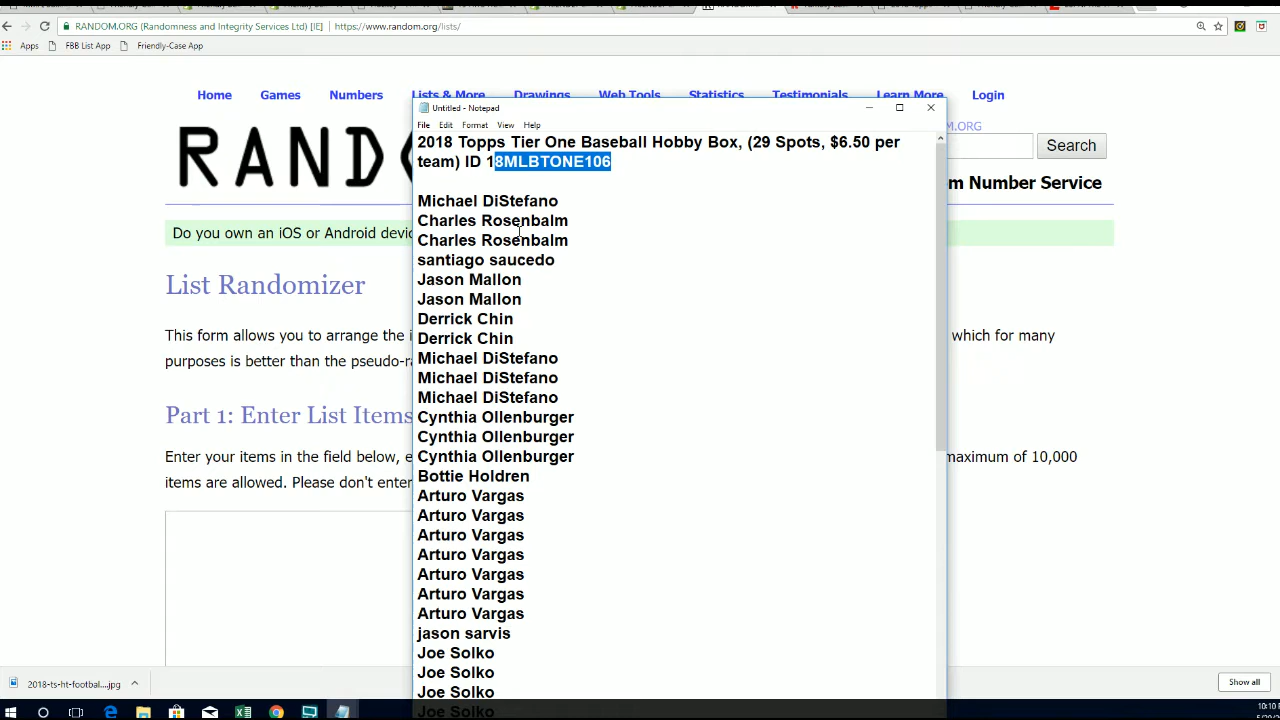 RANDOM.ORG (Randomness and Integrity Services Ltd) [IE] https://www.random.org/lists/
Apps FBB List App Friendly-Case App
Home Games Numbers Lists & More Drawings Web Tools Statistics Testimonials Learn More Login
Untitled - Notepad
File Edit Format View Help
M.ORG
RANDO
Search
m Number Service
2018 Topps Tier One Baseball Hobby Box, (29 Spots, $6.50 per
team) ID 18MLBTONE106
Michael DiStefano
Charles Rosenbalm
Charles Rosenbalm
santiago saucedo
Jason Mallon
Jason Mallon
Derrick Chin
Derrick Chin
Michael DiStefano
Michael DiStefano
Michael DiStefano
Cynthia Ollenburger
Cynthia Ollenburger
Cynthia Ollenburger
Bottie Holdren
Arturo Vargas
Arturo Vargas
Arturo Vargas
Arturo Vargas
Arturo Vargas
Arturo Vargas
Arturo Vargas
jason sarvis
Joe Solko
Joe Solko
Joe Solko
Joe Solko
Do you own an iOS or Android devic
List Randomizer
This form allows you to arrange the i
which for many
purposes is better than the pseudo-ra
Part 1: Enter List Items
Enter your items in the field below, e
maximum of 10,000
items are allowed. Please don't enter
2018-ts-ht-footbal....jpg
Show all
10:10